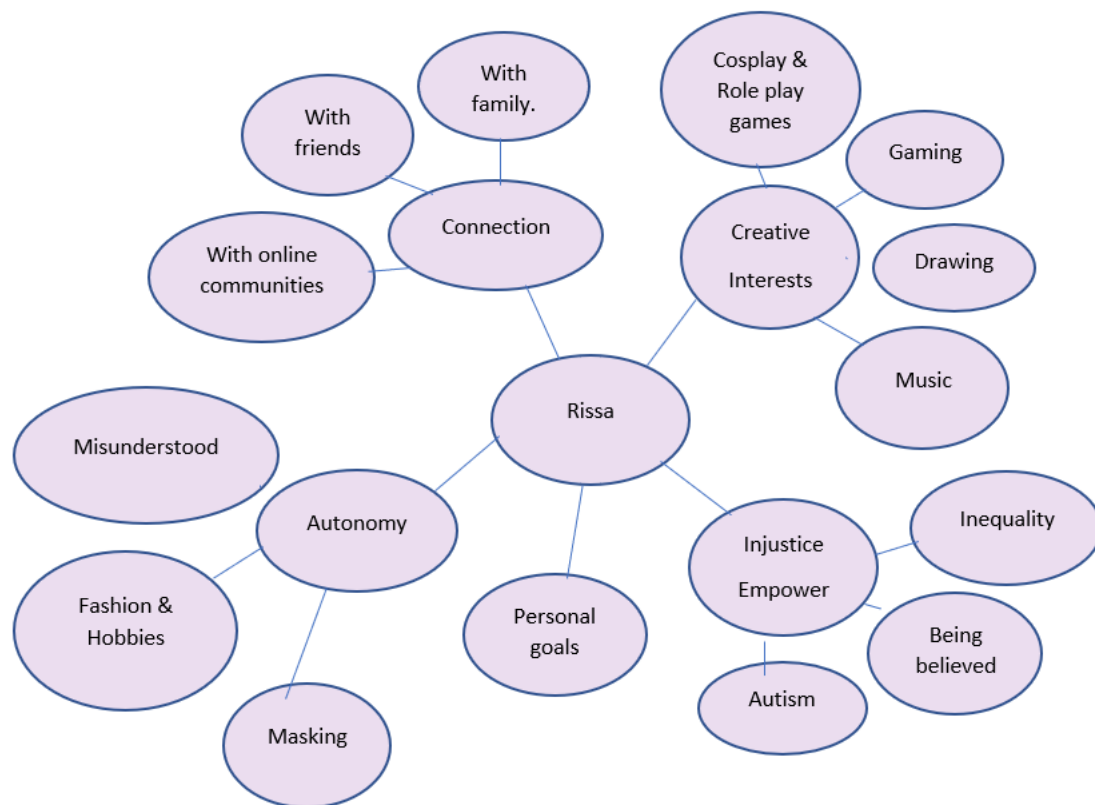 With
family.
With
friends
Connection
With online
communities
Cosplay &
Role play
games
Gaming
Creative
Interests
Drawing
Music
Rissa
Misunderstood
Autonomy
Fashion &
Hobbies
Masking
Personal
goals
Injustice
Empower
Inequality
Being
believed
Autism